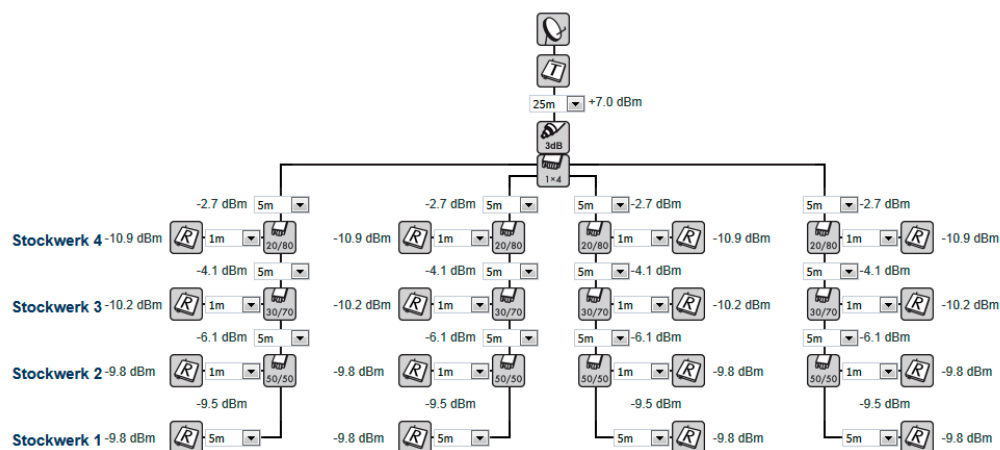 T
25m +7.0 dBm
3dB
1×4
-2.7 dBm 5m -2.7 dBm 5m 5m -2.7 dBm 5m -2.7 dBm
Stockwerk 4 -10.9 dBm R 1m 20/80 -10.9 dBm R 1m 20/80 20/80 1m R -10.9 dBm 20/80 1m R -10.9 dBm
-4.1 dBm 5m -4.1 dBm 5m 5m -4.1 dBm 5m -4.1 dBm
Stockwerk 3 -10.2 dBm R 1m 30/70 -10.2 dBm R 1m 30/70 30/70 1m R -10.2 dBm 30/70 1m R -10.2 dBm
-6.1 dBm 5m -6.1 dBm 5m 5m -6.1 dBm 5m -6.1 dBm
Stockwerk 2 -9.8 dBm R 1m 50/50 -9.8 dBm R 1m 50/50 50/50 1m R -9.8 dBm 50/50 1m R -9.8 dBm
-9.5 dBm -9.5 dBm -9.5 dBm -9.5 dBm
Stockwerk 1 -9.8 dBm R 5m -9.8 dBm R 5m 5m R -9.8 dBm 5m R -9.8 dBm